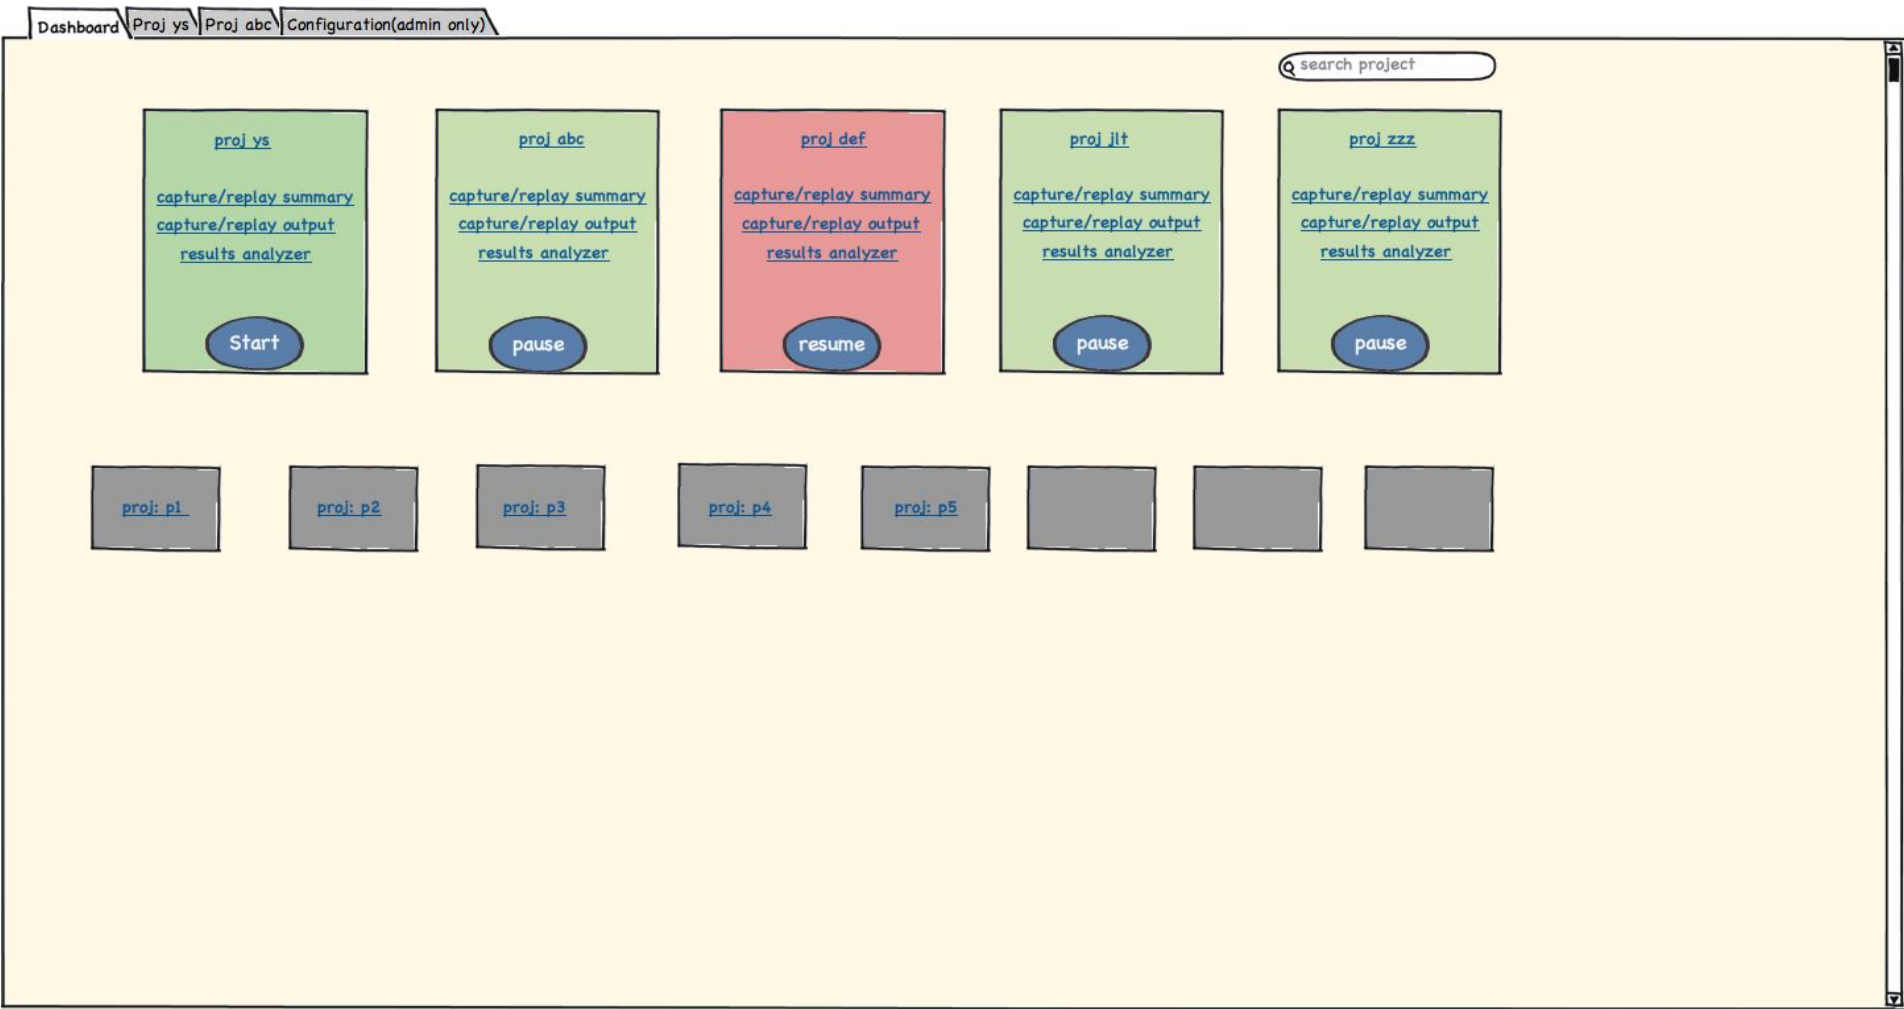 Dashboard Proj ys Proj abc Configuration(admin only)
search project
proj ys
capture/replay summary
capture/replay output
results analyzer
Start
proj abc
capture/replay summary
capture/replay output
results analyzer
pause
proj def
capture/replay summary
capture/replay output
results analyzer
resume
proj jlt
capture/replay summary
capture/replay output
results analyzer
pause
proj zzz
capture/replay summary
capture/replay output
results analyzer
pause
proj: p1
proj: p2
proj: p3
proj: p4
proj: p5